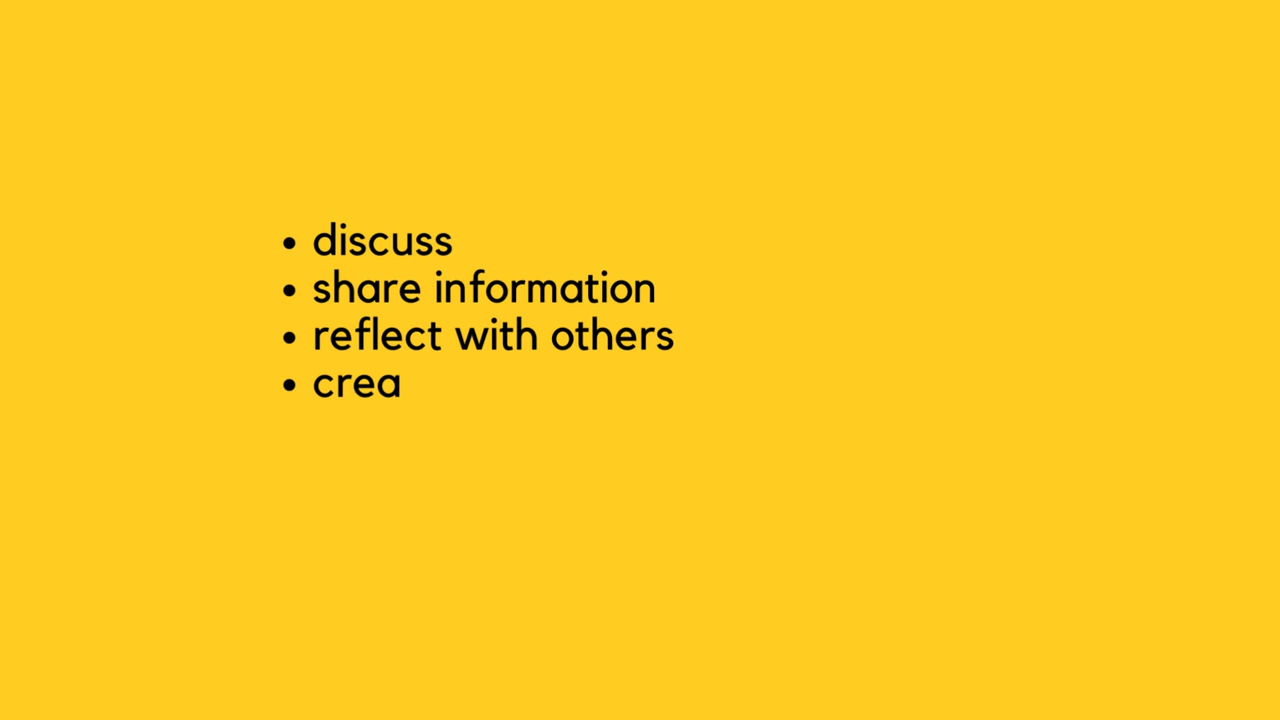 • discuss
• share information
• reflect with others
• crea